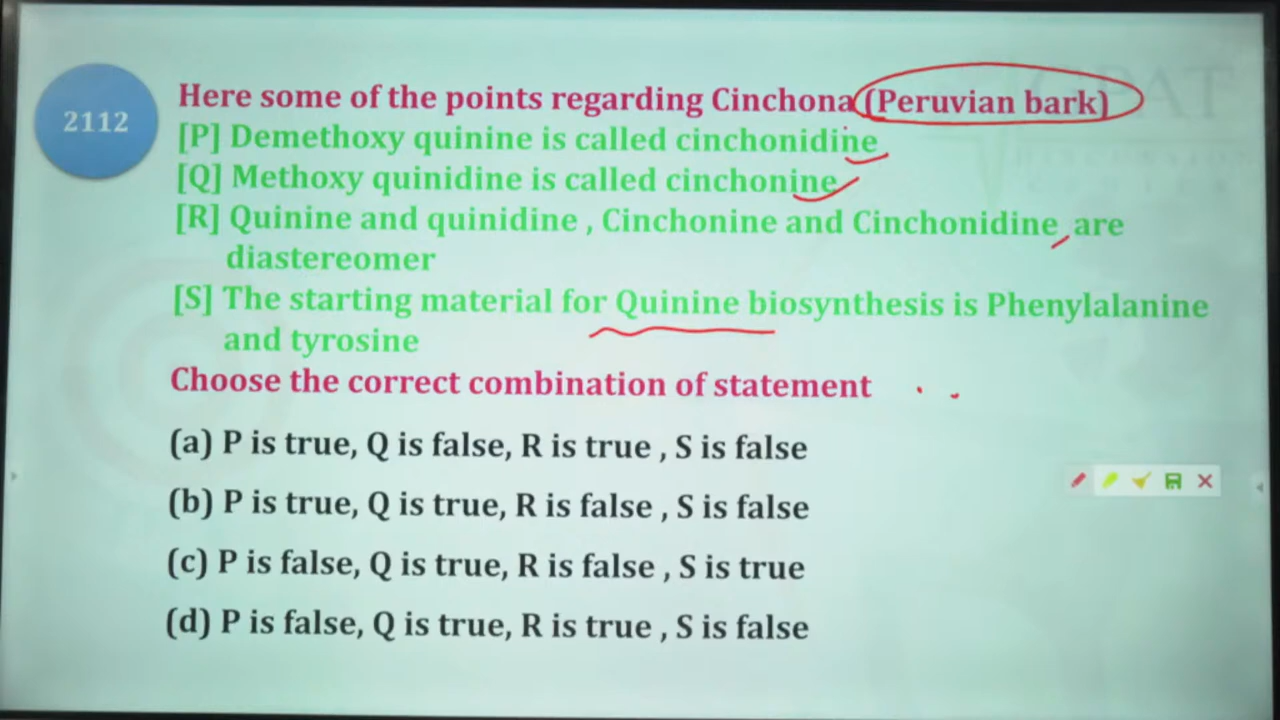 2112
Here some of the points regarding Cinchona (Peruvian bark)
[P] Demethoxy quinine is called cinchonidine
[Q] Methoxy quinidine is called cinchonine
[R] Quinine and quinidine , Cinchonine and Cinchonidine are
diastereomer
[S] The starting material for Quinine biosynthesis is Phenylalanine
and tyrosine
Choose the correct combination of statement
(a) P is true, Q is false, R is true , S is false
(b) P is true, Q is true, R is false , S is false
(c) P is false, Q is true, R is false , S is true
(d) P is false, Q is true, R is true , S is false
GPAT